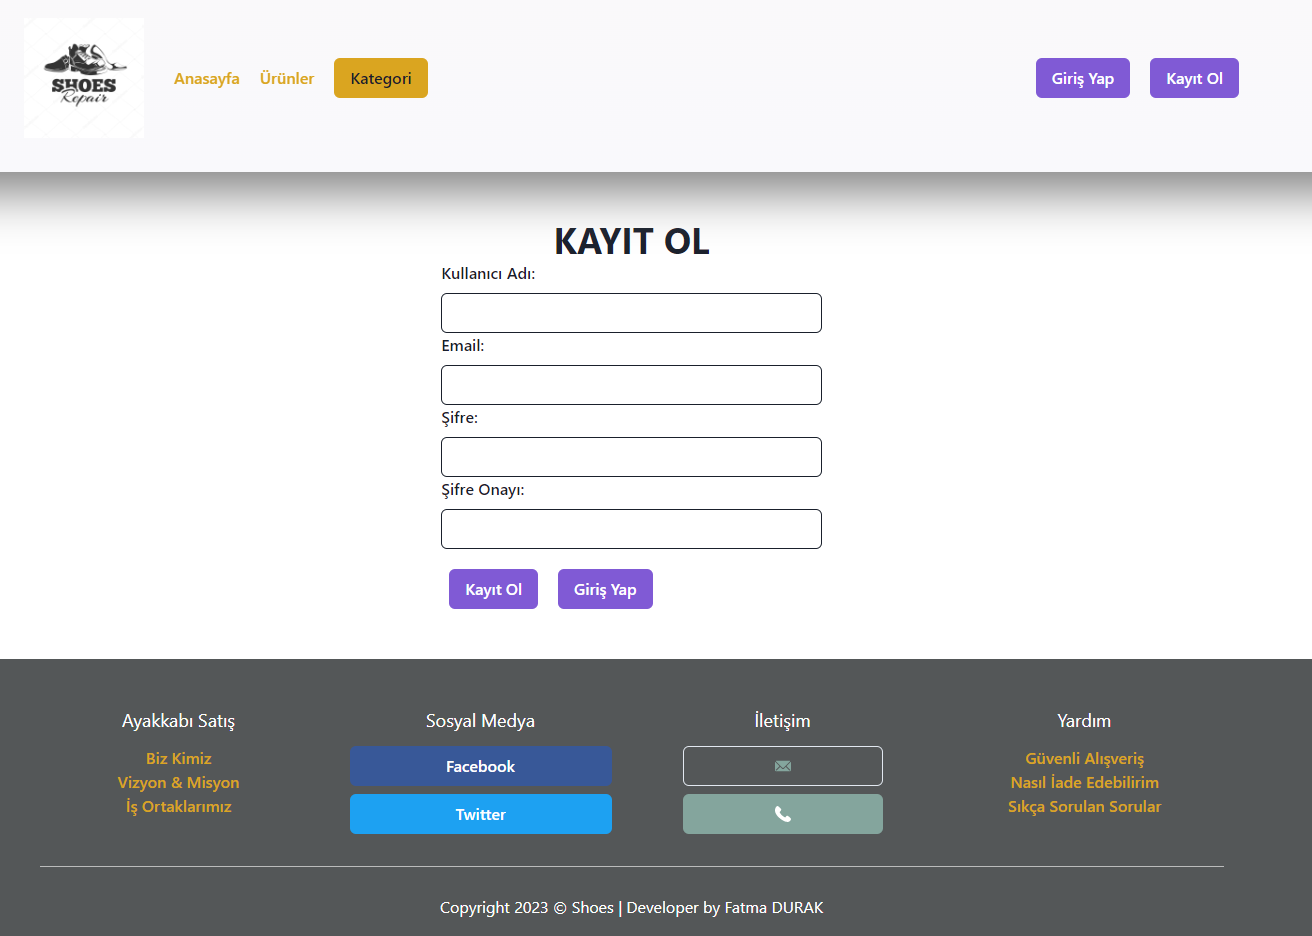 SHOES
Repair
Anasayfa Ürünler Kategori Giriş Yap Kayıt Ol
KAYIT OL
Kullanıcı Adı:
Email:
Şifre:
Şifre Onayı:
Kayıt Ol Giriş Yap
Ayakkabı Satış
Biz Kimiz
Vizyon & Misyon
İş Ortaklarımız
Sosyal Medya
Facebook
Twitter
İletişim
Yardım
Güvenli Alışveriş
Nasıl İade Edebilirim
Sıkça Sorulan Sorular
Copyright 2023 © Shoes | Developer by Fatma DURAK